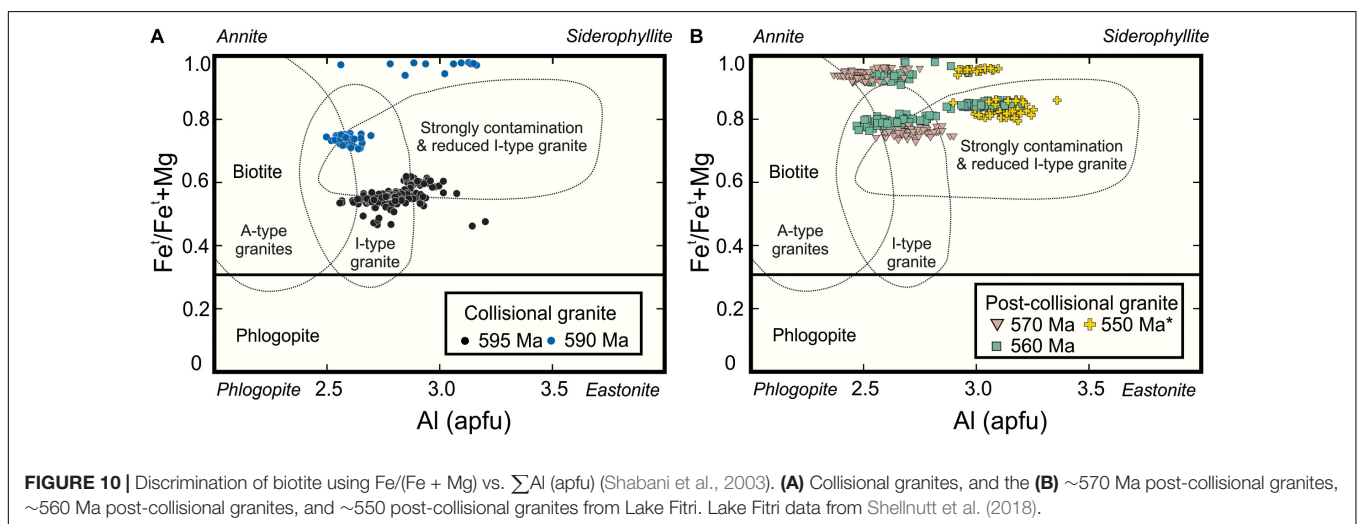 A
Annite
Siderophyllite
1.0
0.8
0.6
0.4
0.2
0
Feᵗ/Feᵗ+Mg
Strongly contamination
& reduced I-type granite
Biotite
A-type
granites
I-type
granite
Collisional granite
595 Ma 590 Ma
Phlogopite
Phlogopite 2.5 3.0 3.5 Eastonite
Al (apfu)
B
Annite
Siderophyllite
1.0
0.8
0.6
0.4
0.2
0
Feᵗ/Feᵗ+Mg
Strongly contamination
& reduced I-type granite
Biotite
A-type
granites
I-type
granite
Post-collisional granite
570 Ma 550 Ma*
560 Ma
Phlogopite
Phlogopite 2.5 3.0 3.5 Eastonite
Al (apfu)
FIGURE 10 | Discrimination of biotite using Fe/(Fe + Mg) vs. ∑Al (apfu) (Shabani et al., 2003). (A) Collisional granites, and the (B) ∼570 Ma post-collisional granites,
∼560 Ma post-collisional granites, and ∼550 post-collisional granites from Lake Fitri. Lake Fitri data from Shellnutt et al. (2018).